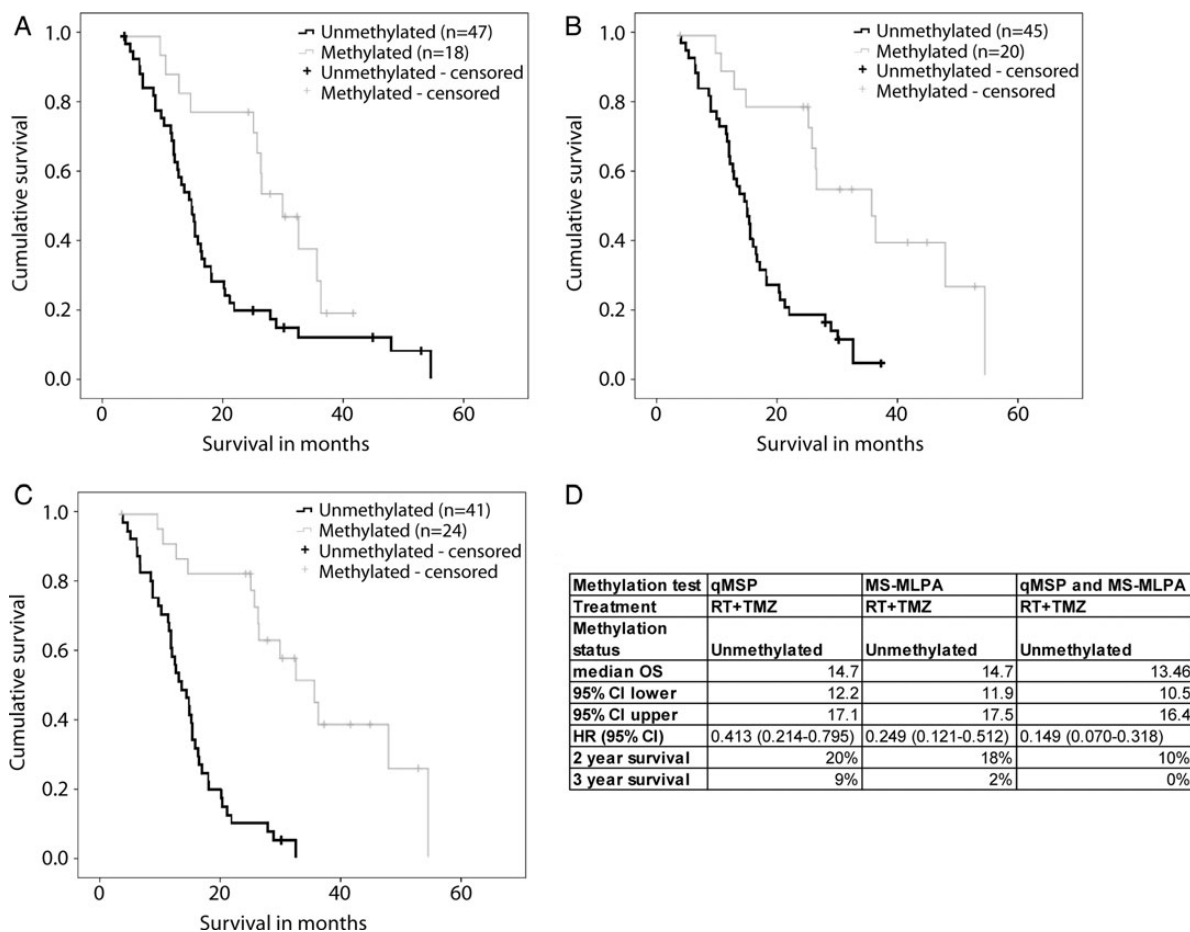 A
Unmethylated (n=47)
Methylated (n=18)
Unmethylated - censored
Methylated - censored
Cumulative survival
1.0
0.8
0.6
0.4
0.2
0.0
0 20 40 60
Survival in months
B
Unmethylated (n=45)
Methylated (n=20)
Unmethylated - censored
Methylated - censored
Cumulative survival
1.0
0.8
0.6
0.4
0.2
0.0
0 20 40 60
Survival in months
C
Unmethylated (n=41)
Methylated (n=24)
Unmethylated - censored
Methylated - censored
Cumulative survival
1.0
0.8
0.6
0.4
0.2
0.0
0 20 40 60
Survival in months
D
Methylation test qMSP MS-MLPA qMSP and MS-MLPA
Treatment RT+TMZ RT+TMZ RT+TMZ
Methylation
status Unmethylated Unmethylated Unmethylated
median OS 14.7 14.7 13.46
95% CI lower 12.2 11.9 10.5
95% CI upper 17.1 17.5 16.4
HR (95% CI) 0.413 (0.214-0.795) 0.249 (0.121-0.512) 0.149 (0.070-0.318)
2 year survival 20% 18% 10%
3 year survival 9% 2% 0%